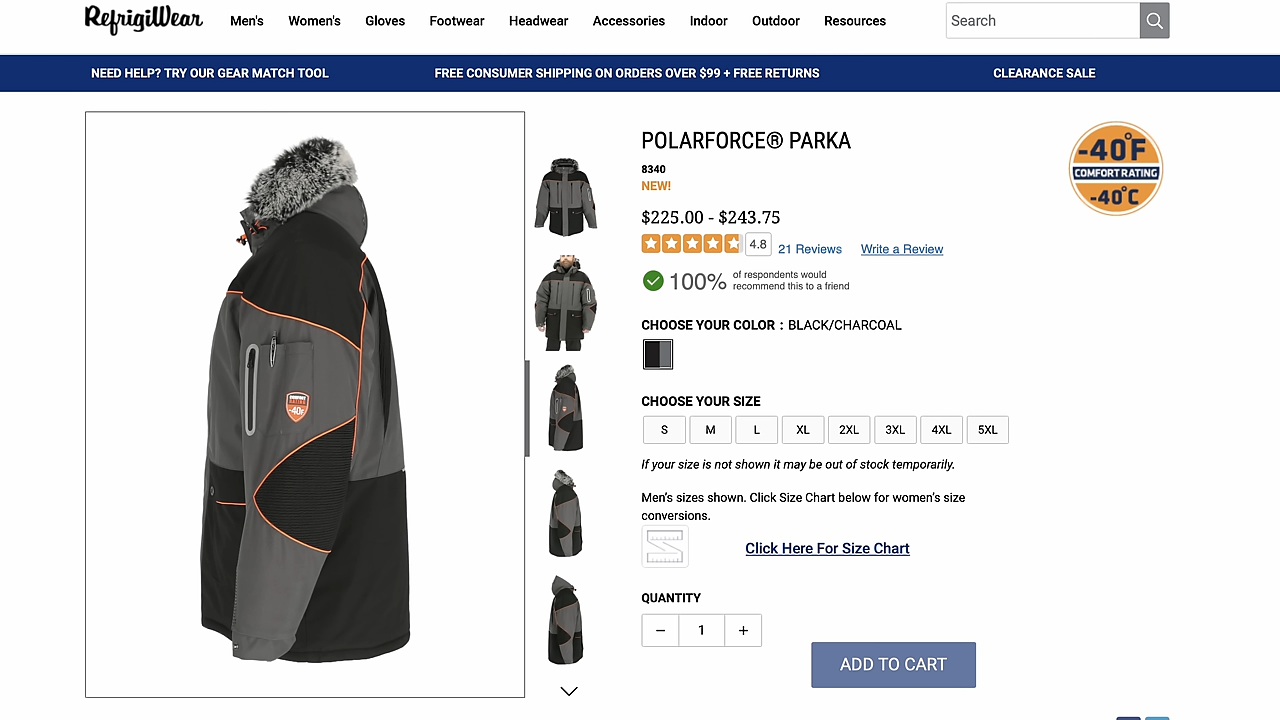 RefrigiWear
Men's Women's Gloves Footwear Headwear Accessories Indoor Outdoor Resources
Search
NEED HELP? TRY OUR GEAR MATCH TOOL
FREE CONSUMER SHIPPING ON ORDERS OVER $99 + FREE RETURNS
CLEARANCE SALE
POLARFORCE® PARKA
8340
NEW!
-40°F
COMFORT RATING
-40°C
$225.00 - $243.75
4.8 21 Reviews Write a Review
100% of respondents would
recommend this to a friend
CHOOSE YOUR COLOR : BLACK/CHARCOAL
CHOOSE YOUR SIZE
S M L XL 2XL 3XL 4XL 5XL
If your size is not shown it may be out of stock temporarily.
Men's sizes shown. Click Size Chart below for women's size
conversions.
Click Here For Size Chart
QUANTITY
− 1 +
ADD TO CART
COMFORT
RATING
-40F